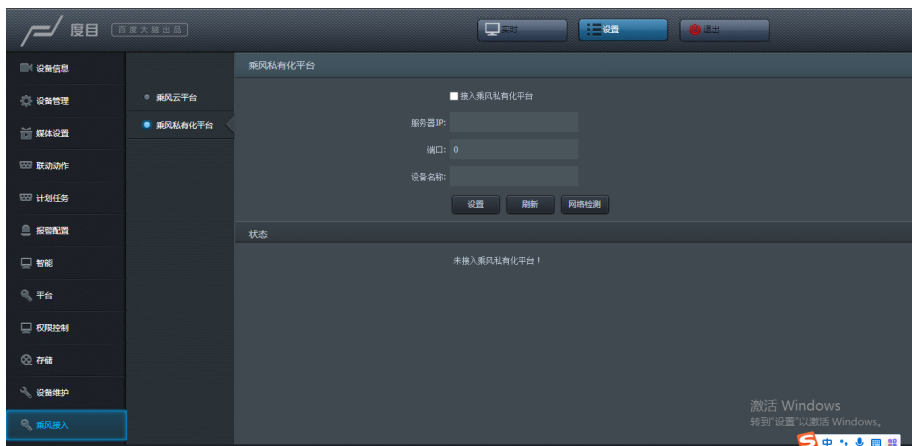 度目 百度大脑出品
实时
设置
退出
设备信息
设备管理
媒体设置
联动动作
计划任务
报警配置
智能
平台
权限控制
存储
设备维护
乘风接入
乘风云平台
乘风私有化平台
乘风私有化平台
接入乘风私有化平台
服务器IP:
端口: 0
设备名称:
设置 刷新 网络检测
状态
未接入乘风私有化平台！
激活 Windows
转到"设置"以激活 Windows。
中